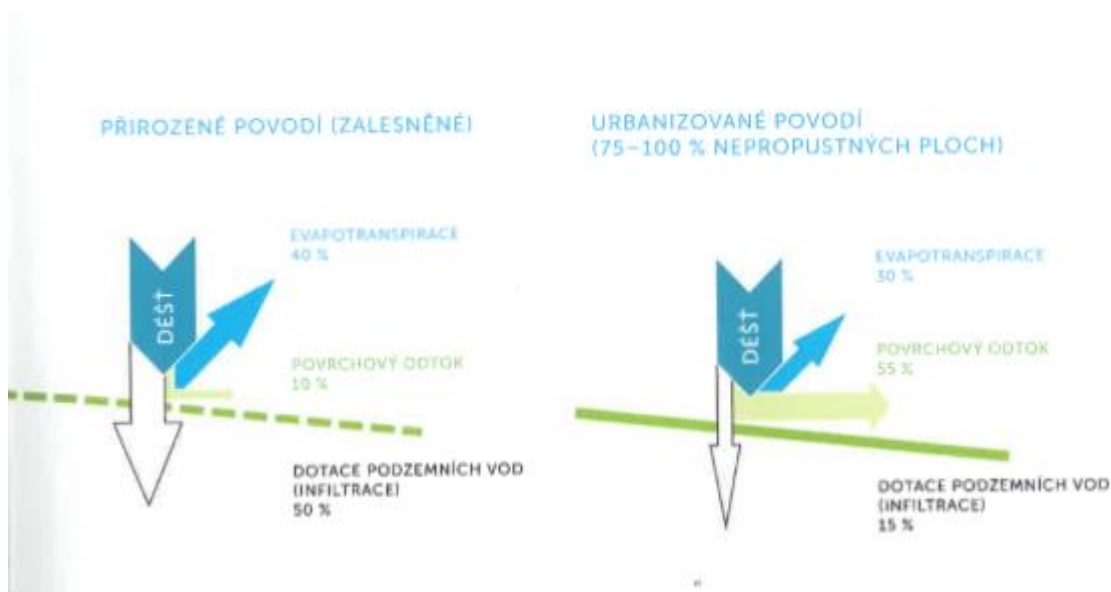 PŘIROZENÉ POVODÍ (ZALESNĚNÉ)
EVAPOTRANSPIRACE
40 %
DÉŠŤ
POVRCHOVÝ ODTOK
10 %
DOTACE PODZEMNÍCH VOD
(INFILTRACE)
50 %
URBANIZOVANÉ POVODÍ
(75–100 % NEPROPUSTNÝCH PLOCH)
EVAPOTRANSPIRACE
30 %
DÉŠŤ
POVRCHOVÝ ODTOK
55 %
DOTACE PODZEMNÍCH VOD
(INFILTRACE)
15 %